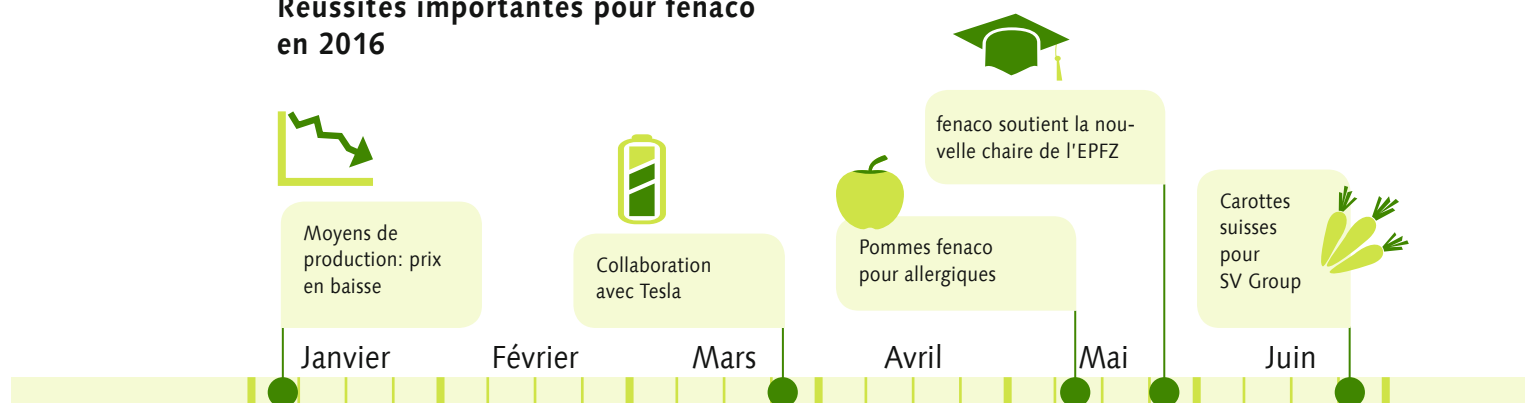 Réussites importantes pour fenaco
en 2016
fenaco soutient la nou-
velle chaire de l'EPFZ
Moyens de
production: prix
en baisse
Collaboration
avec Tesla
Pommes fenaco
pour allergiques
Carottes
suisses
pour
SV Group
Janvier
Février
Mars
Avril
Mai
Juin